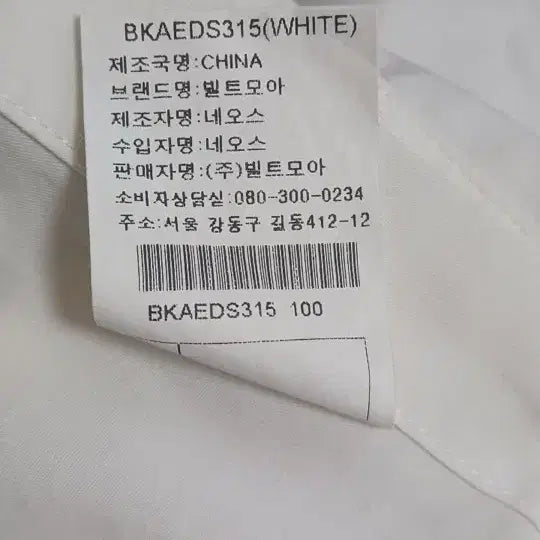 BKAEDS315(WHITE)
제조국명:CHINA
브랜드명:빌트모아
제조자명:네오스
수입자명:네오스
판매자명:(주)빌트모아
소비자상담실:080-300-0234
주소:서울 강동구 길동412-12
BKAEDS315 100